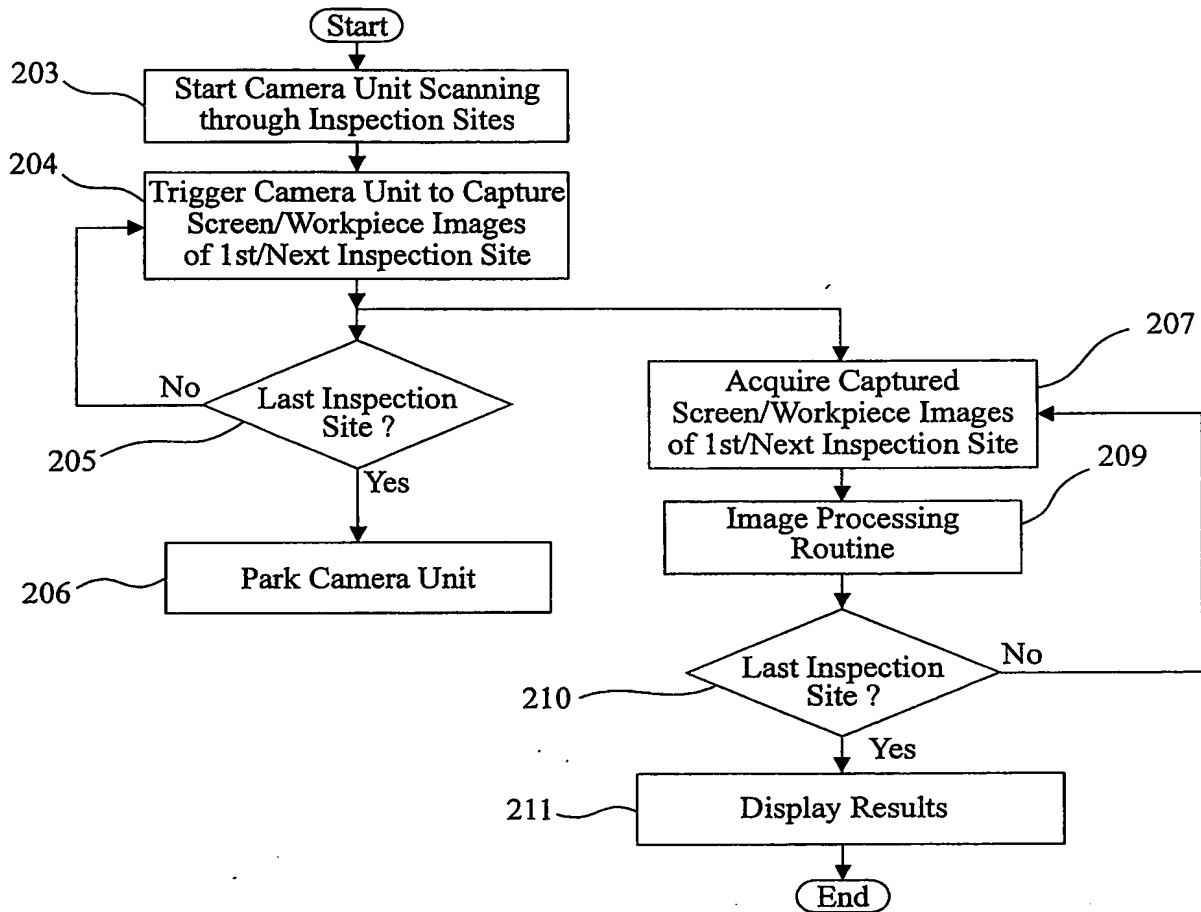 Start
203
Start Camera Unit Scanning
through Inspection Sites
204
Trigger Camera Unit to Capture
Screen/Workpiece Images
of 1st/Next Inspection Site
No
Last Inspection
Site ?
205
Yes
206
Park Camera Unit
207
Acquire Captured
Screen/Workpiece Images
of 1st/Next Inspection Site
209
Image Processing
Routine
Last Inspection
Site ?
No
210
Yes
211
Display Results
End